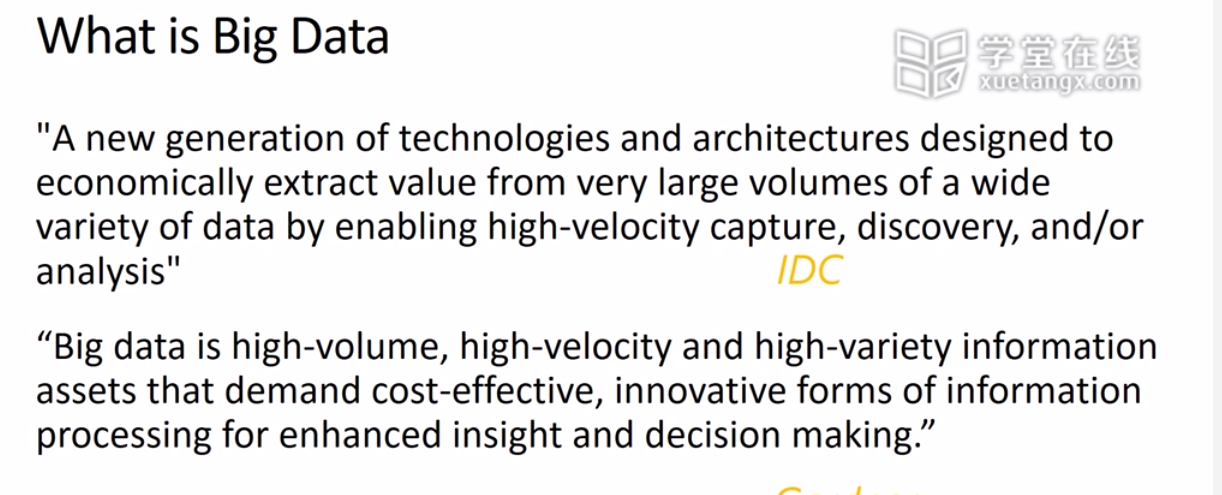 What is Big Data
学堂在线
xuetangx.com
"A new generation of technologies and architectures designed to
economically extract value from very large volumes of a wide
variety of data by enabling high-velocity capture, discovery, and/or
analysis"
IDC
“Big data is high-volume, high-velocity and high-variety information
assets that demand cost-effective, innovative forms of information
processing for enhanced insight and decision making.”